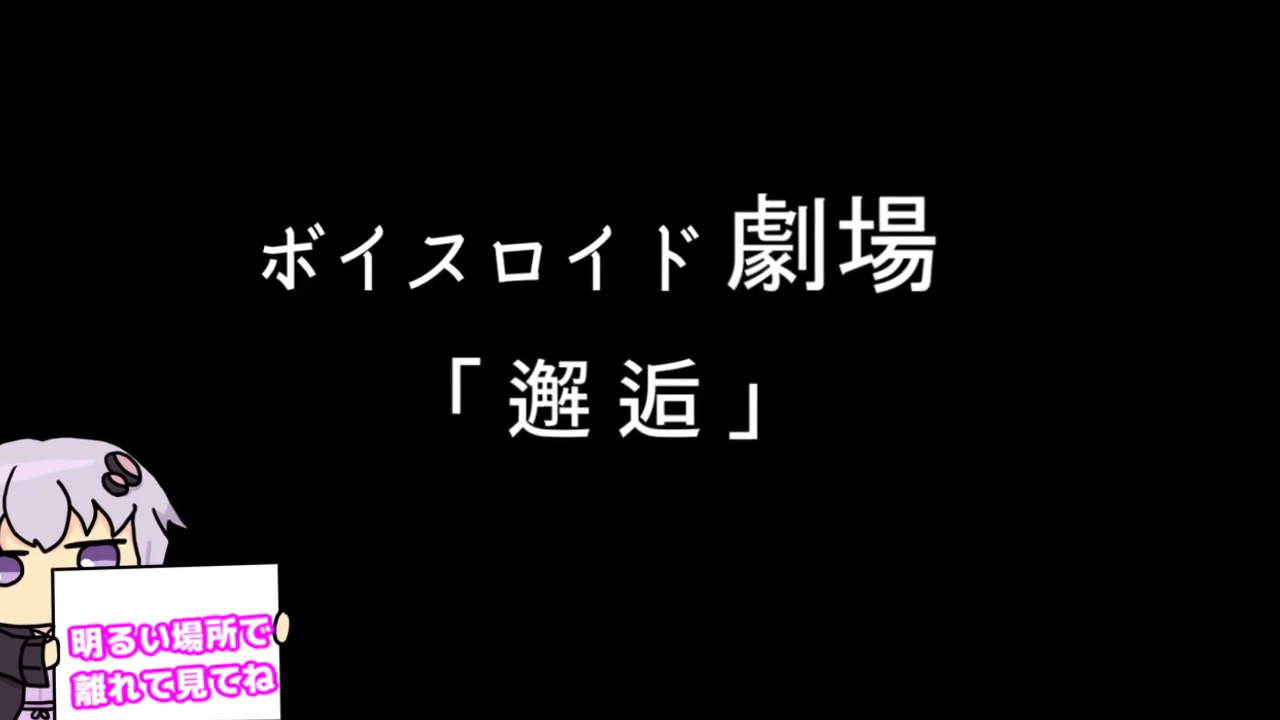 ボイスロイド劇場
「邂逅」
明るい場所で
離れて見てね